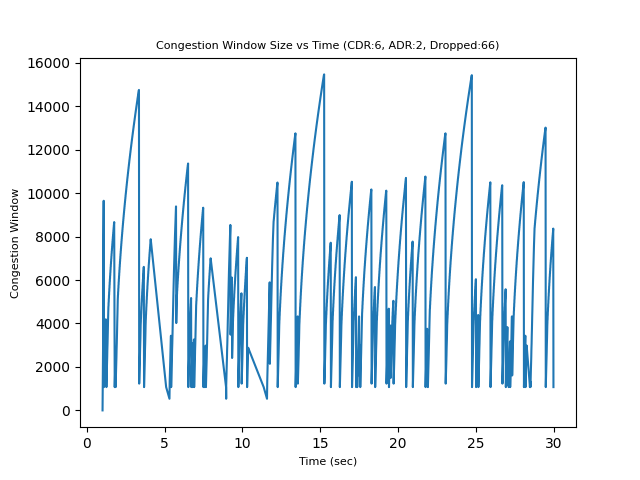 Congestion Window Size vs Time (CDR:6, ADR:2, Dropped:66)
16000
14000
12000
10000
8000
6000
4000
2000
0
Congestion Window
0 5 10 15 20 25 30
Time (sec)